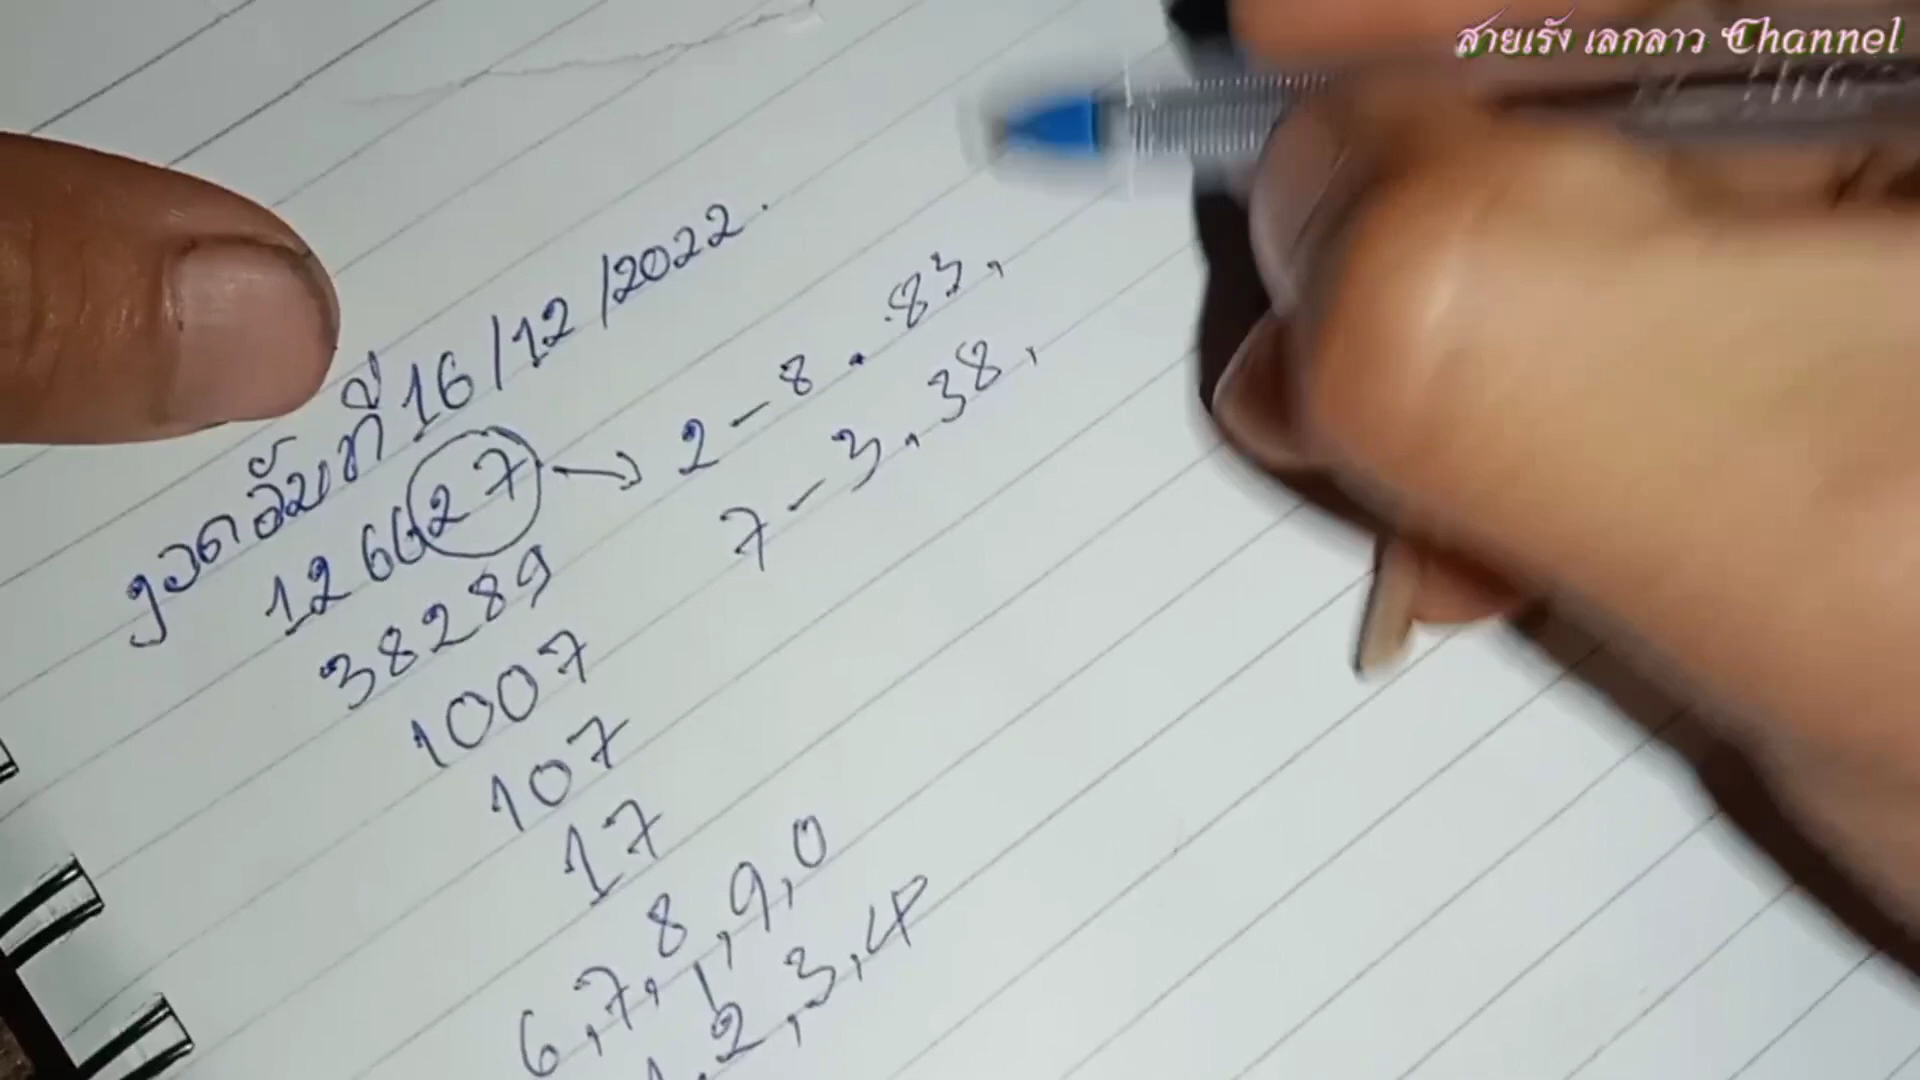 สายเรัง เลกลาว Channel
งวดวันที่ 16/12/2022.
126627 → 2-8.83,
7-3,38,
38289
1007
107
17
6,7,8,9,0
1,2,3,4